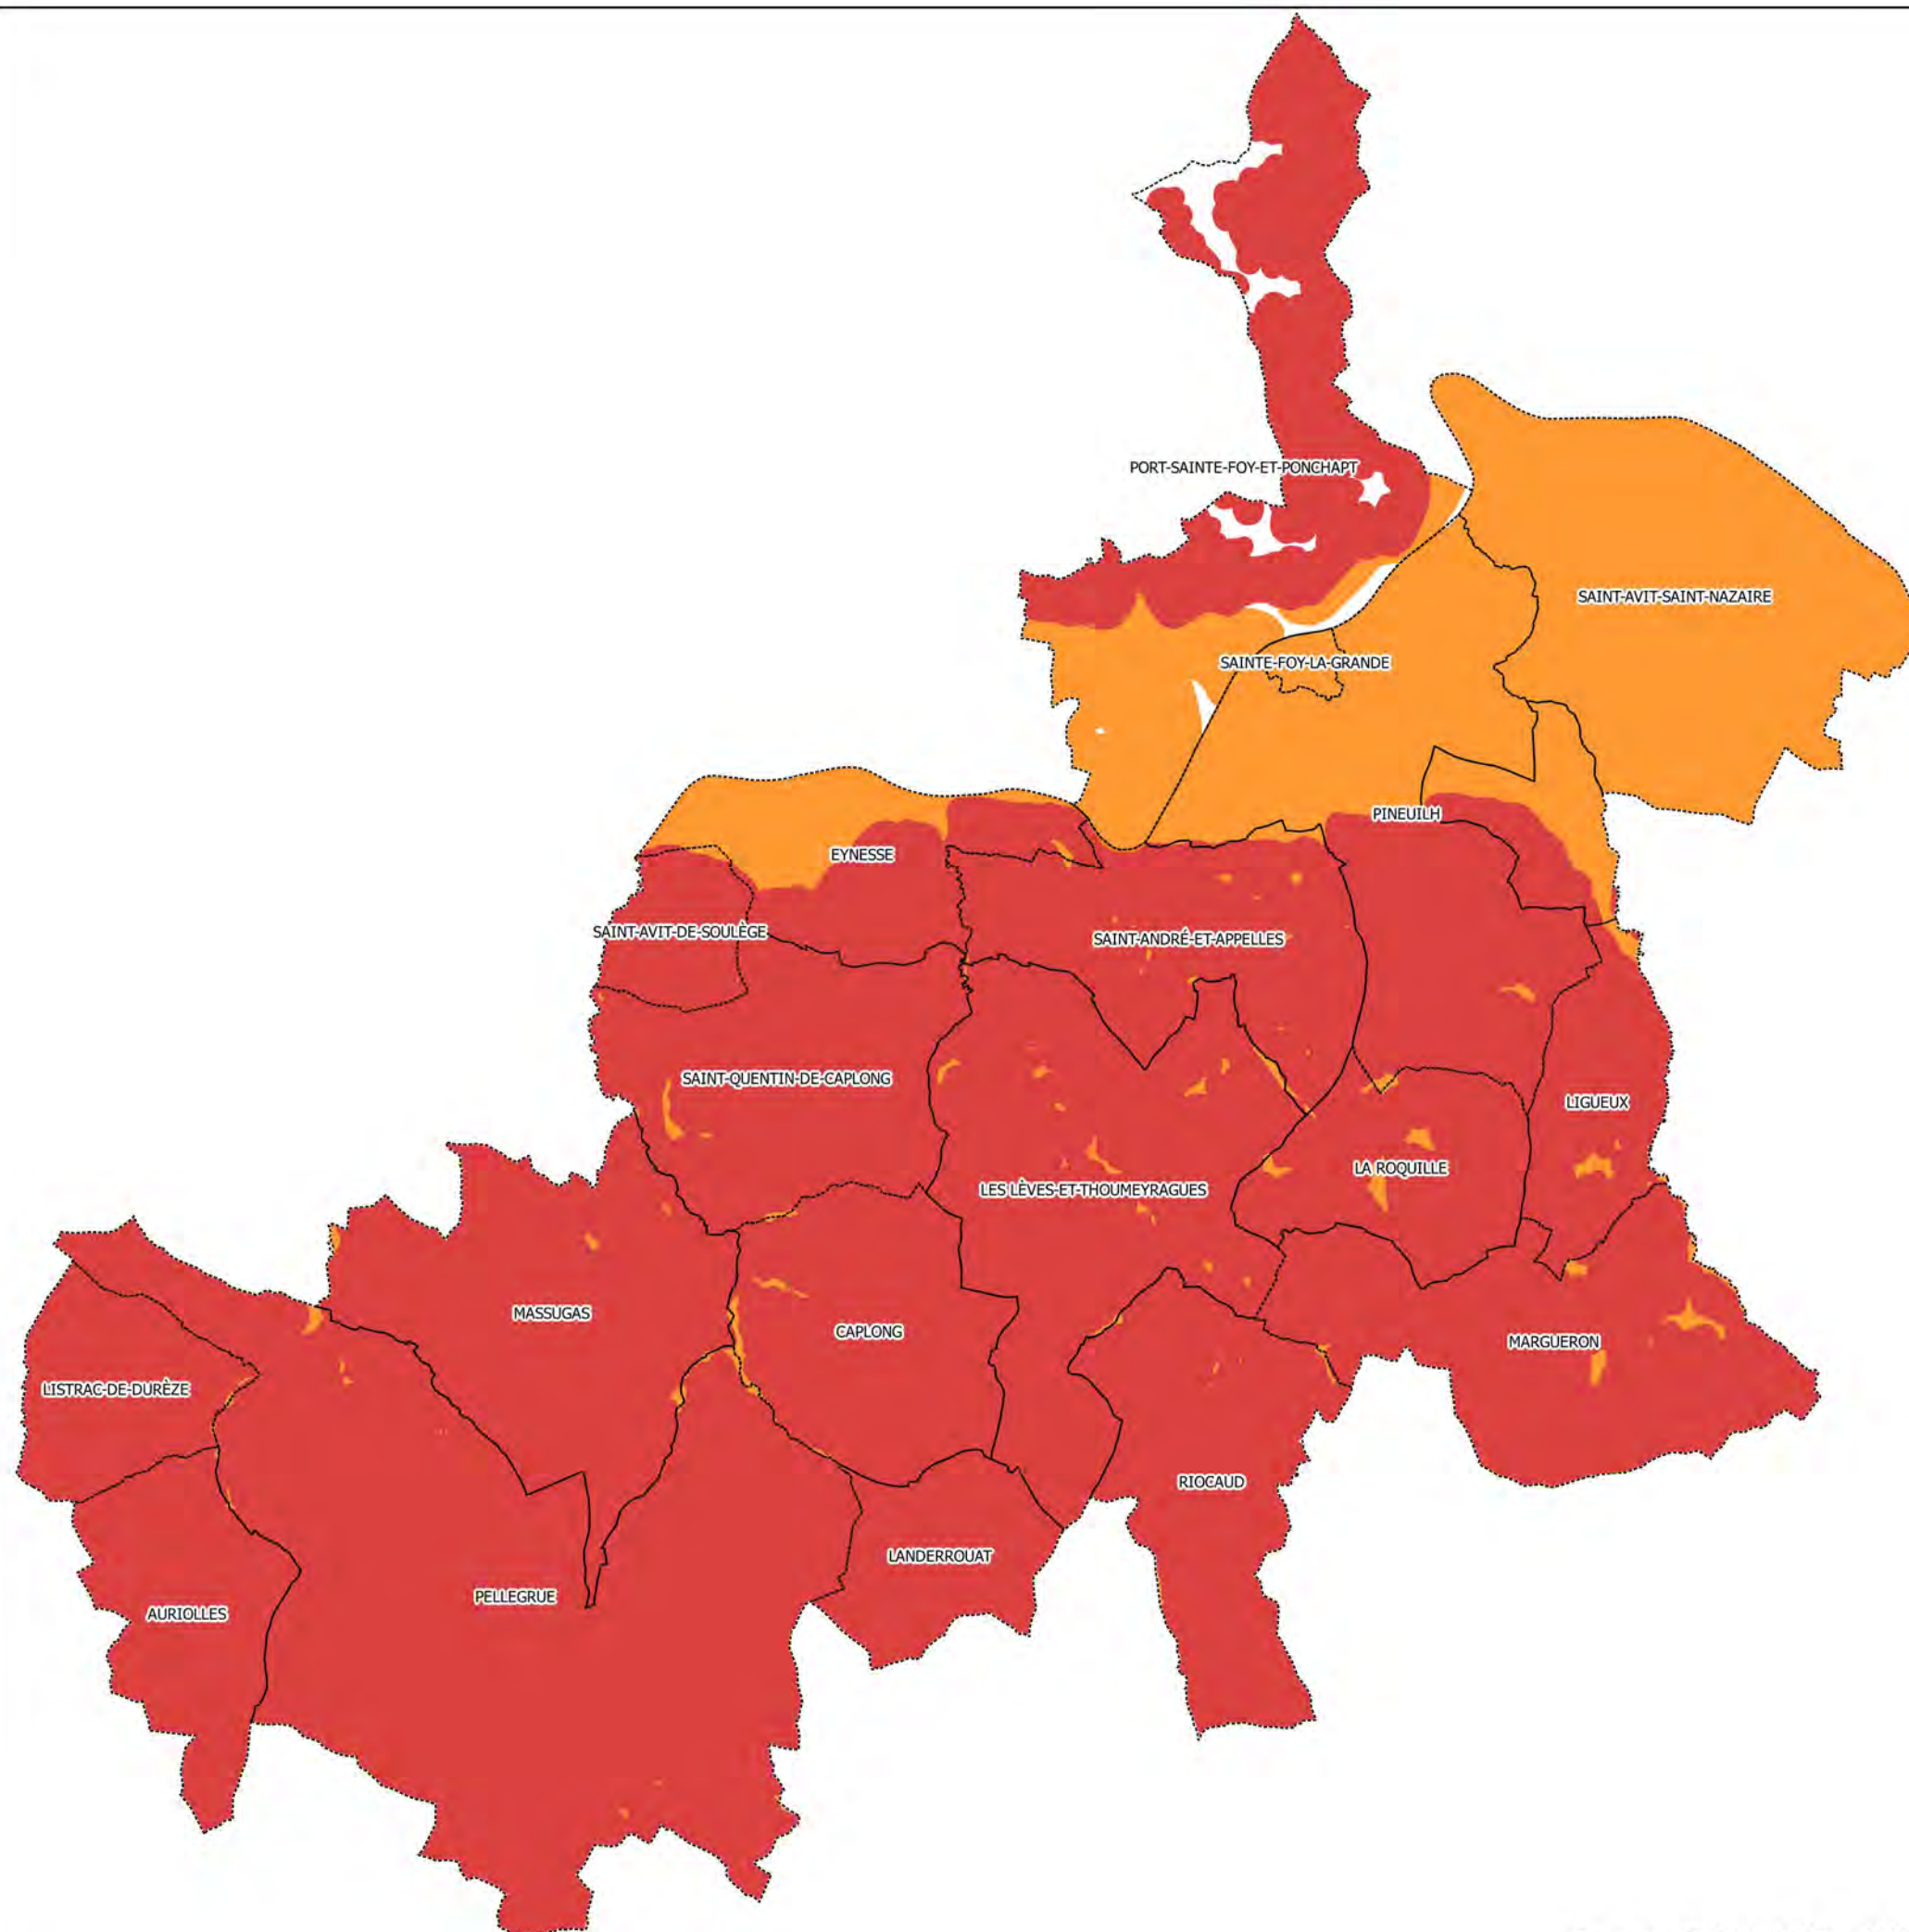 PORT-SAINTE-FOY-ET-PONCHAPT
SAINT-AVIT-SAINT-NAZAIRE
SAINTE-FOY-LA-GRANDE
PINEUILH
EYNESSE
SAINT-AVIT-DE-SOULÈGE
SAINT-ANDRÉ-ET-APPELLES
SAINT-QUENTIN-DE-CAPLONG
LIGUEUX
LA ROQUILLE
LES LÈVES-ET-THOUMEYRAGUES
MASSUGAS
CAPLONG
MARGUERON
LISTRAC-DE-DURÈZE
RIOCAUD
LANDERROUAT
PELLEGRUE
AURIOLLES